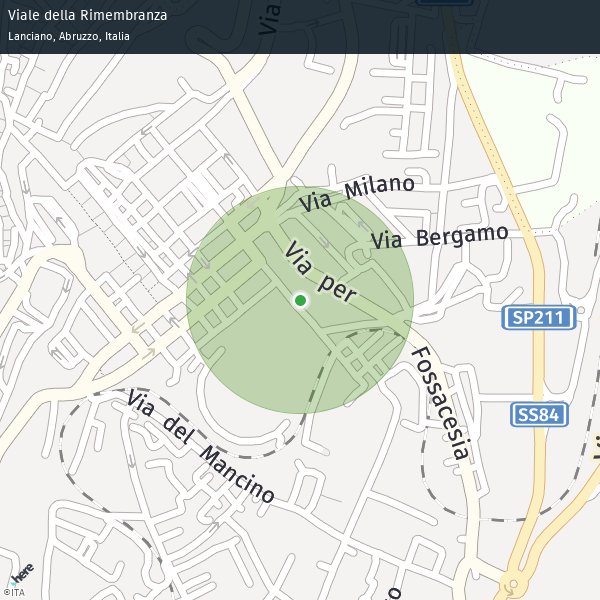 Viale della Rimembranza
Lanciano, Abruzzo, Italia
Via
Via Milano
Via Bergamo
Via per Fossacesia
SP211
SS84
Via del Mancino
here
©ITA